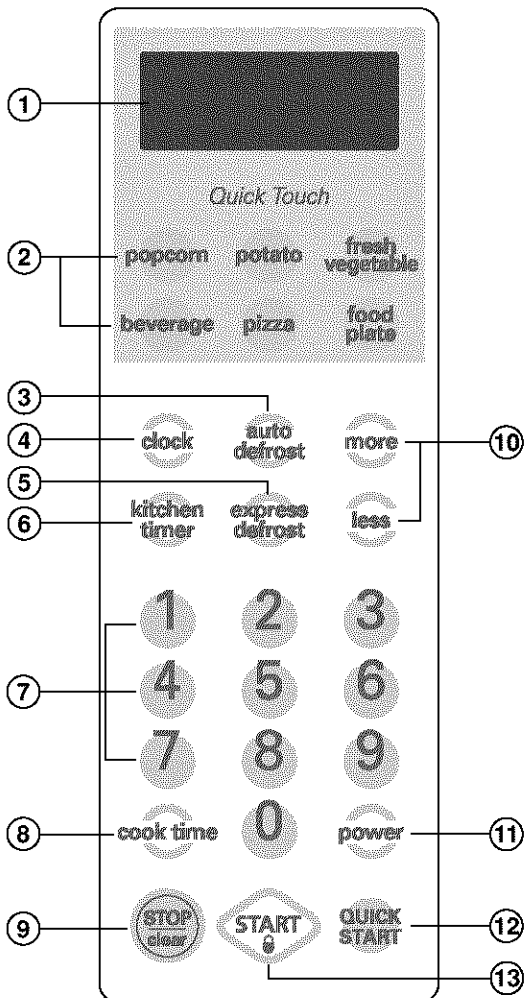 1
Quick Touch
2
popcorn potato fresh vegetable
beverage pizza food plate
3
4
clock auto defrost more
10
5
6
kitchen timer express defrost less
1 2 3
7
4 5 6
7 8 9
8
cook time 0 power
11
9
STOP clear START QUICK START
12
13